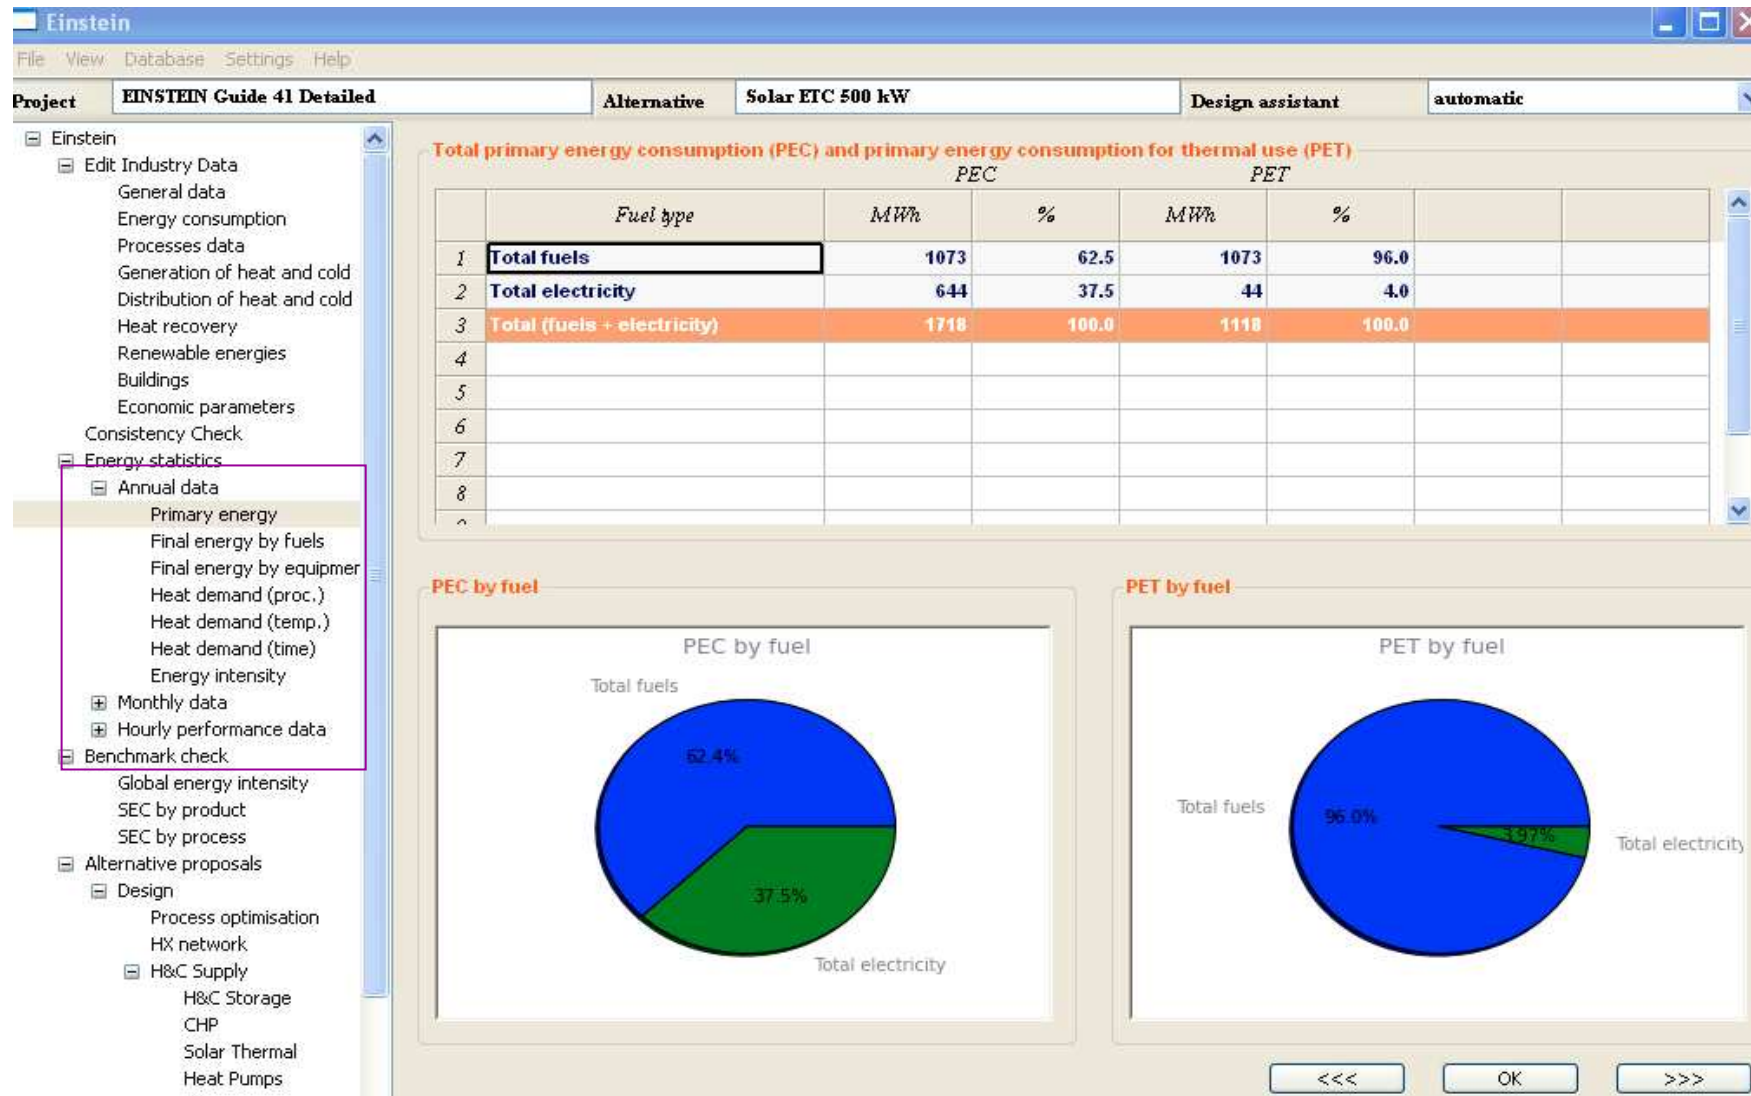 Einstein
File View Database Settings Help
Project EINSTEIN Guide 41 Detailed Alternative Solar ETC 500 kW Design assistant automatic
Einstein
Edit Industry Data
General data
Energy consumption
Processes data
Generation of heat and cold
Distribution of heat and cold
Heat recovery
Renewable energies
Buildings
Economic parameters
Consistency Check
Energy statistics
Annual data
Primary energy
Final energy by fuels
Final energy by equipmer
Heat demand (proc.)
Heat demand (temp.)
Heat demand (time)
Energy intensity
Monthly data
Hourly performance data
Benchmark check
Global energy intensity
SEC by product
SEC by process
Alternative proposals
Design
Process optimisation
HX network
H&C Supply
H&C Storage
CHP
Solar Thermal
Heat Pumps
Total primary energy consumption (PEC) and primary energy consumption for thermal use (PET)
PEC PET
Fuel type MWh % MWh %
1 Total fuels 1073 62.5 1073 96.0
2 Total electricity 644 37.5 44 4.0
3 Total (fuels + electricity) 1718 100.0 1118 100.0
4
5
6
7
8
PEC by fuel
PEC by fuel
Total fuels
62.4%
37.5%
Total electricity
PET by fuel
PET by fuel
Total fuels
96.0%
3.97%
Total electricity
<<< OK >>>